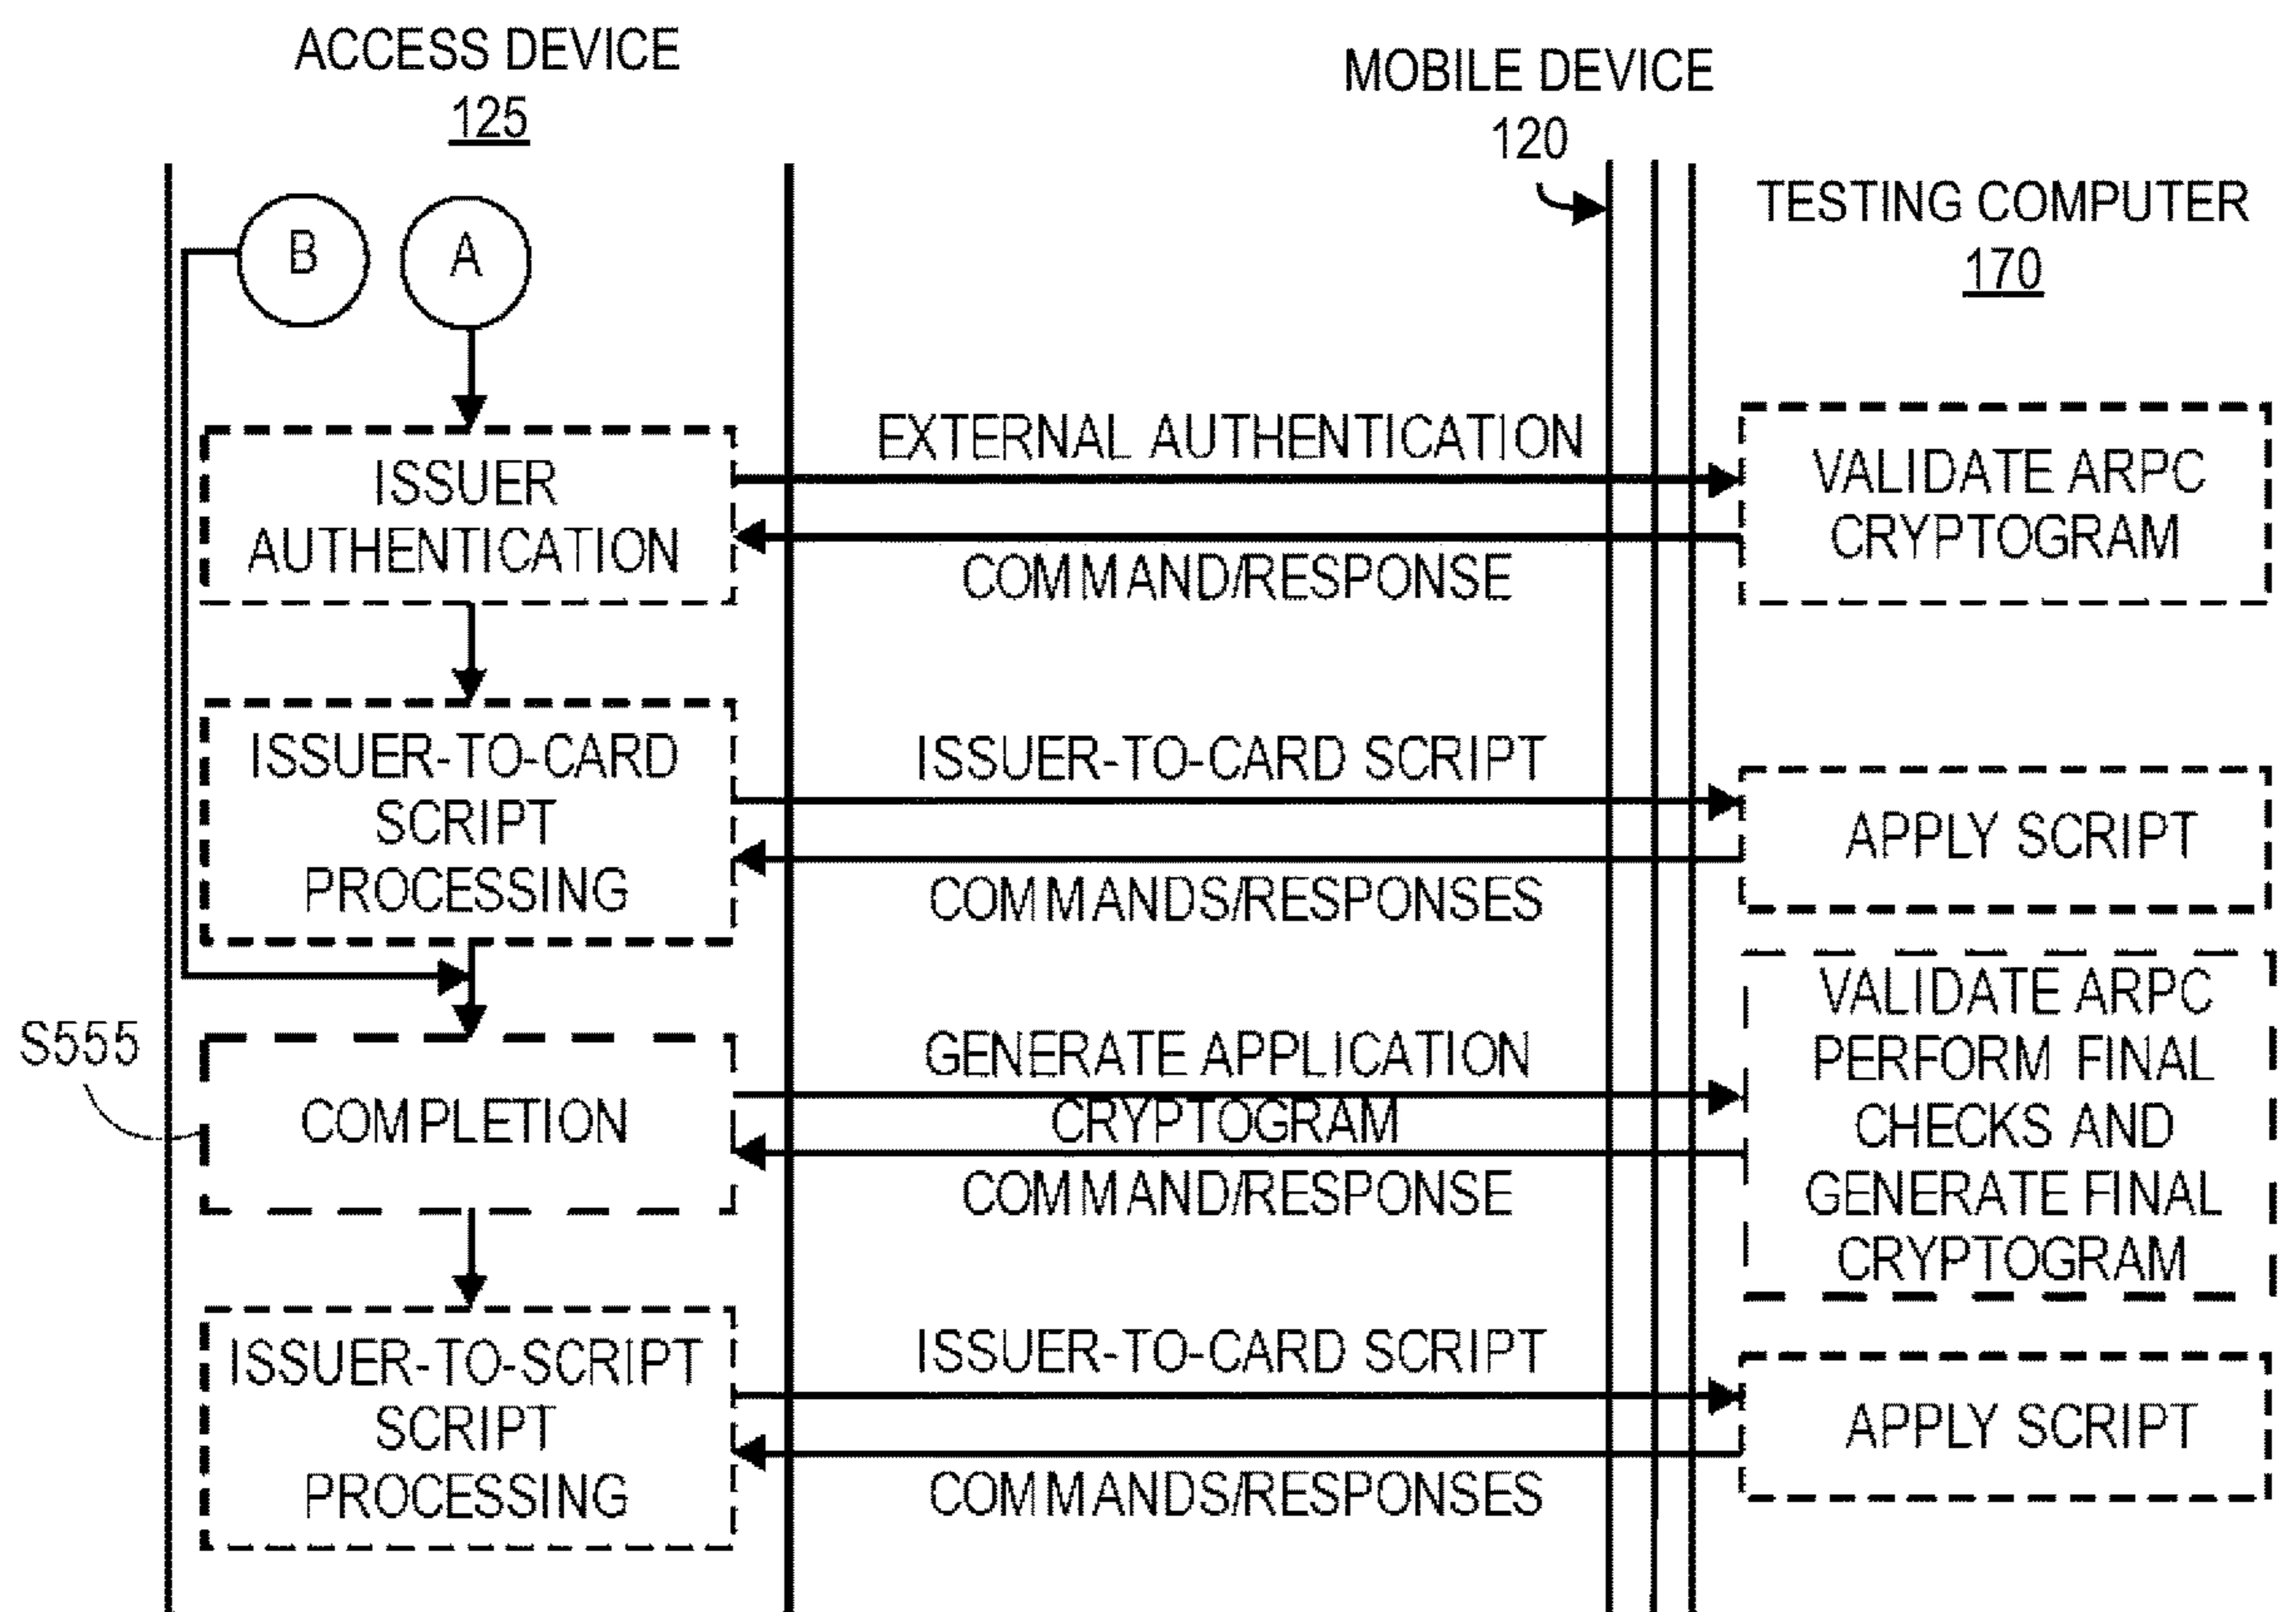 ACCESS DEVICE
125
MOBILE DEVICE
120
TESTING COMPUTER
170
B
A
ISSUER
AUTHENTICATION
EXTERNAL AUTHENTICATION
COMMAND/RESPONSE
VALIDATE ARPC
CRYPTOGRAM
ISSUER-TO-CARD
SCRIPT
PROCESSING
ISSUER-TO-CARD SCRIPT
COMMANDS/RESPONSES
APPLY SCRIPT
S555
COMPLETION
GENERATE APPLICATION
CRYPTOGRAM
COMMAND/RESPONSE
VALIDATE ARPC
PERFORM FINAL
CHECKS AND
GENERATE FINAL
CRYPTOGRAM
ISSUER-TO-SCRIPT
SCRIPT
PROCESSING
ISSUER-TO-CARD SCRIPT
COMMANDS/RESPONSES
APPLY SCRIPT